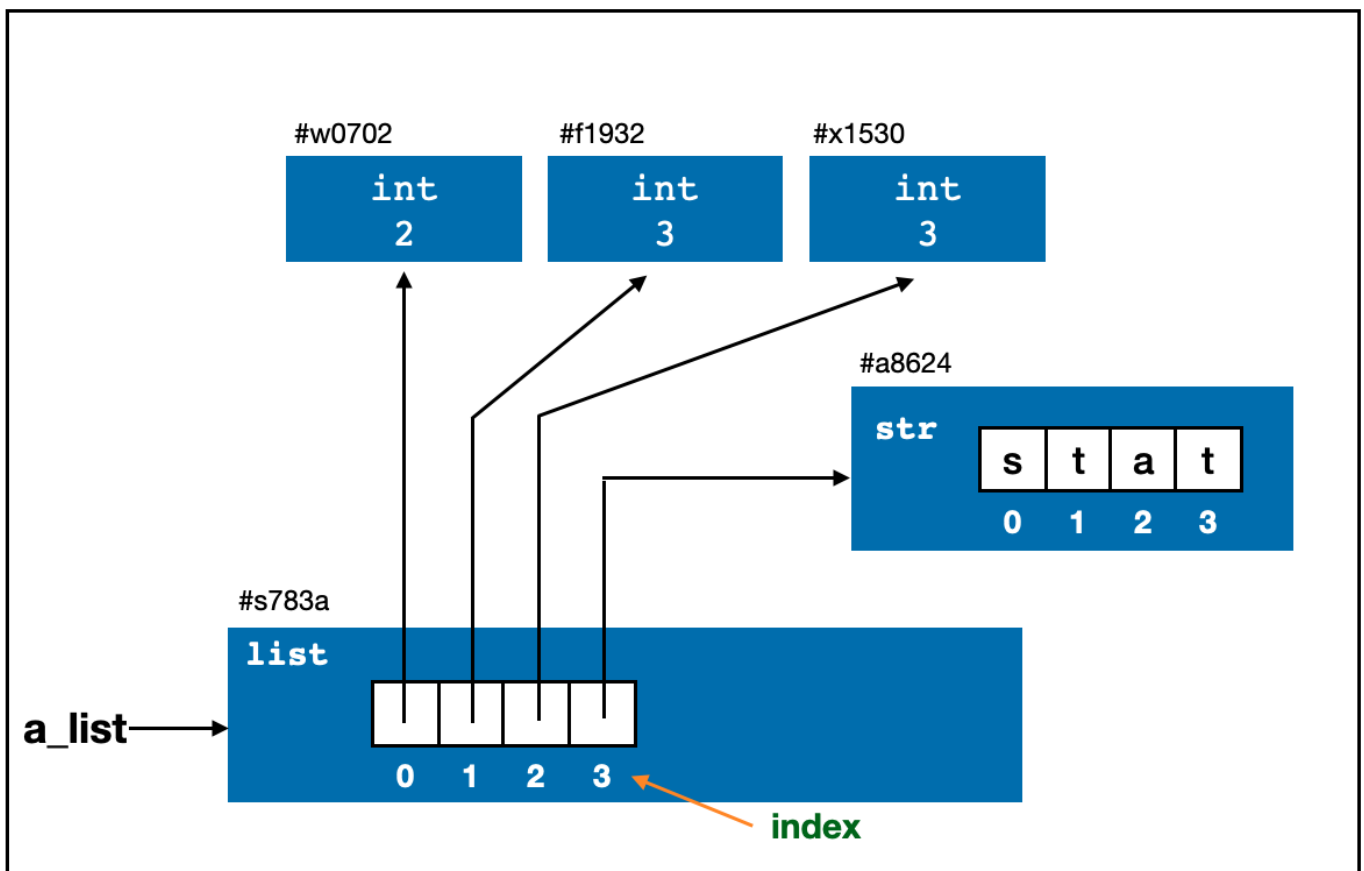 #w0702 #f1932 #x1530
int int int
2 3 3
#a8624
str s t a t
0 1 2 3
#s783a
list
a_list
0 1 2 3
index